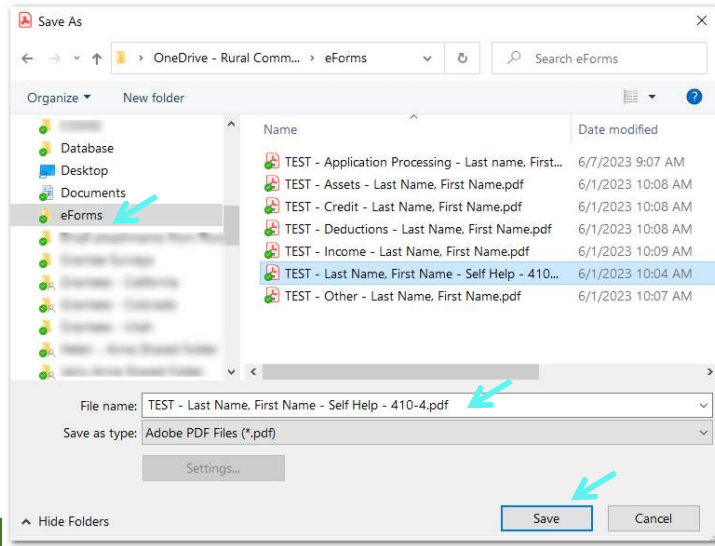 Save As
OneDrive - Rural Comm... › eForms
Search eForms
Organize
New folder
Name
Date modified
Database
Desktop
Documents
eForms
TEST - Application Processing - Last name, First... 6/7/2023 9:07 AM
TEST - Assets - Last Name, First Name.pdf 6/1/2023 10:08 AM
TEST - Credit - Last Name, First Name.pdf 6/1/2023 10:08 AM
TEST - Deductions - Last Name, First Name.pdf 6/1/2023 10:08 AM
TEST - Income - Last Name, First Name.pdf 6/1/2023 10:09 AM
TEST - Last Name, First Name - Self Help - 410... 6/1/2023 10:04 AM
TEST - Other - Last Name, First Name.pdf 6/1/2023 10:07 AM
File name: TEST - Last Name, First Name - Self Help - 410-4.pdf
Save as type: Adobe PDF Files (*.pdf)
Settings...
Hide Folders
Save
Cancel